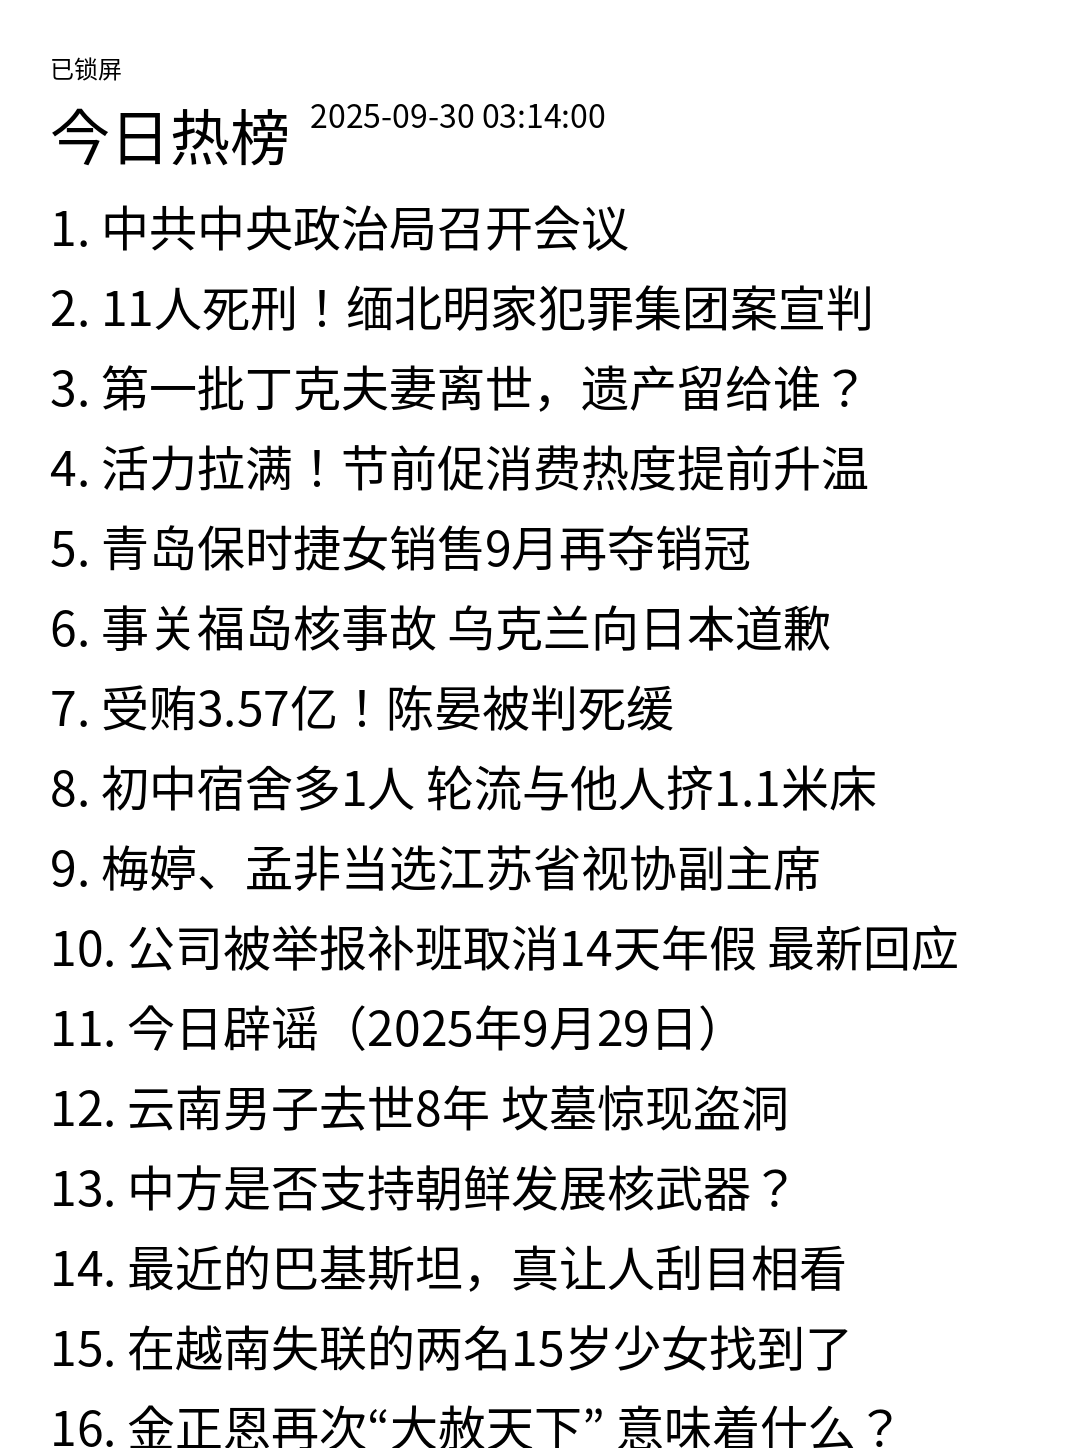 已锁屏
今日热榜 2025-09-30 03:14:00
1. 中共中央政治局召开会议
2. 11人死刑！缅北明家犯罪集团案宣判
3. 第一批丁克夫妻离世，遗产留给谁？
4. 活力拉满！节前促消费热度提前升温
5. 青岛保时捷女销售9月再夺销冠
6. 事关福岛核事故 乌克兰向日本道歉
7. 受贿3.57亿！陈晏被判死缓
8. 初中宿舍多1人 轮流与他人挤1.1米床
9. 梅婷、孟非当选江苏省视协副主席
10. 公司被举报补班取消14天年假 最新回应
11. 今日辟谣（2025年9月29日）
12. 云南男子去世8年 坟墓惊现盗洞
13. 中方是否支持朝鲜发展核武器？
14. 最近的巴基斯坦，真让人刮目相看
15. 在越南失联的两名15岁少女找到了
16. 金正恩再次“大赦天下” 意味着什么？